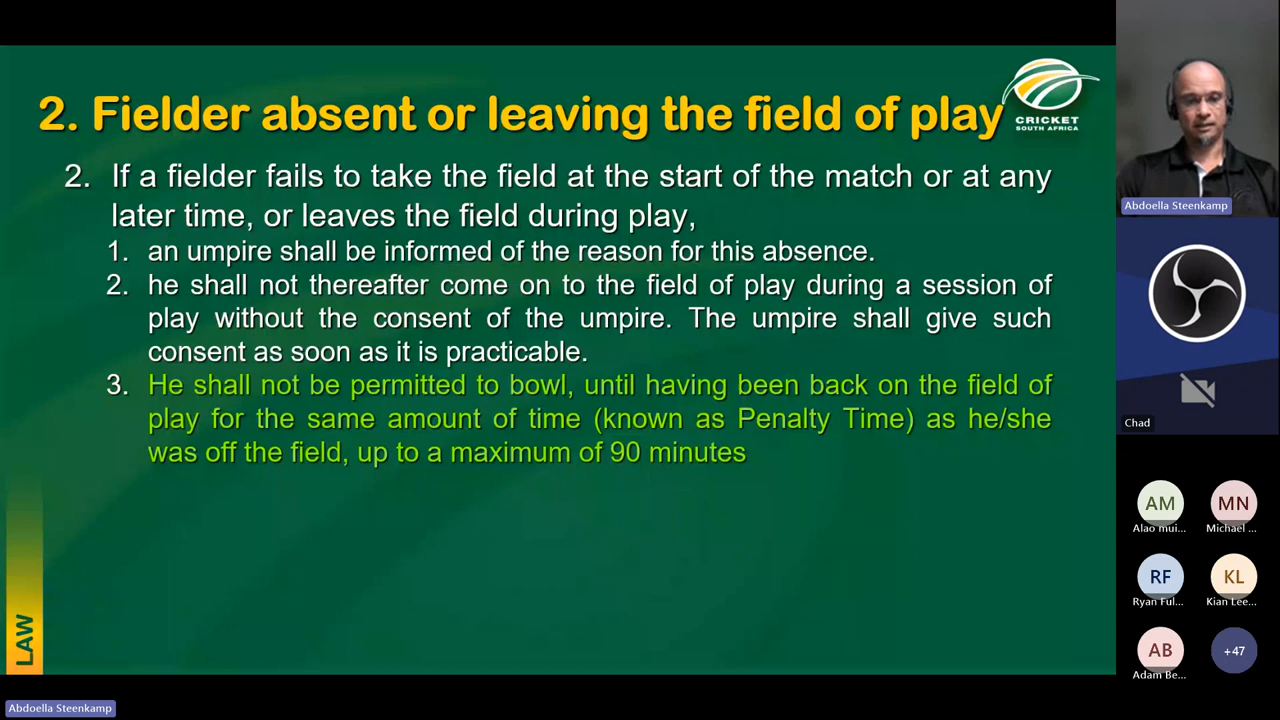 2. Fielder absent or leaving the field of play
CRICKET
SOUTH AFRICA
2. If a fielder fails to take the field at the start of the match or at any
later time, or leaves the field during play,
1. an umpire shall be informed of the reason for this absence.
2. he shall not thereafter come on to the field of play during a session of
play without the consent of the umpire. The umpire shall give such
consent as soon as it is practicable.
3. He shall not be permitted to bowl, until having been back on the field of
play for the same amount of time (known as Penalty Time) as he/she
was off the field, up to a maximum of 90 minutes
LAW
Abdoella Steenkamp
Abdoella Steenkamp
Chad
AM
Alao mui...
MN
Michael ...
RF
Ryan Ful...
KL
Kian Lee...
AB
Adam Be...
+47